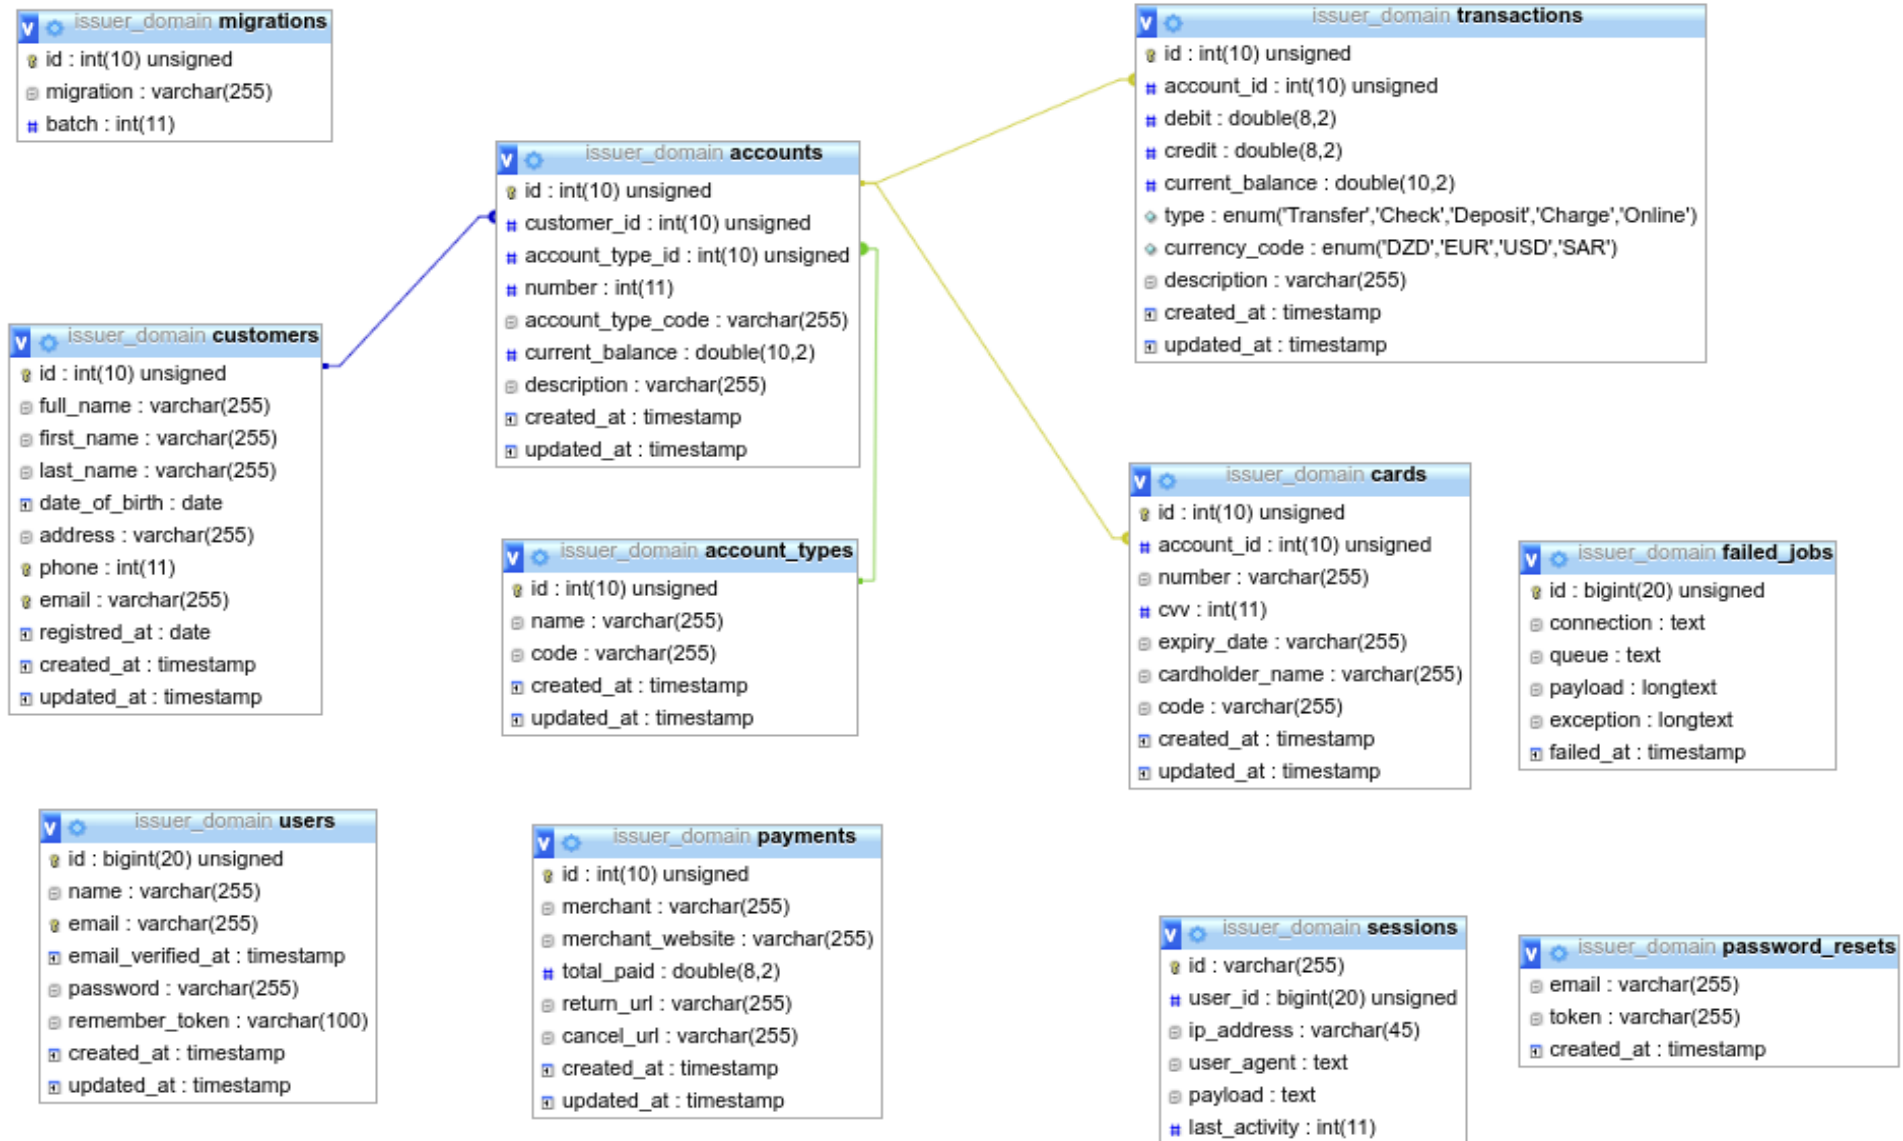 issuer_domain migrations
id : int(10) unsigned
migration : varchar(255)
batch : int(11)
issuer_domain accounts
id : int(10) unsigned
customer_id : int(10) unsigned
account_type_id : int(10) unsigned
number : int(11)
account_type_code : varchar(255)
current_balance : double(10,2)
description : varchar(255)
created_at : timestamp
updated_at : timestamp
issuer_domain transactions
id : int(10) unsigned
account_id : int(10) unsigned
debit : double(8,2)
credit : double(8,2)
current_balance : double(10,2)
type : enum('Transfer','Check','Deposit','Charge','Online')
currency_code : enum('DZD','EUR','USD','SAR')
description : varchar(255)
created_at : timestamp
updated_at : timestamp
issuer_domain customers
id : int(10) unsigned
full_name : varchar(255)
first_name : varchar(255)
last_name : varchar(255)
date_of_birth : date
address : varchar(255)
phone : int(11)
email : varchar(255)
registred_at : date
created_at : timestamp
updated_at : timestamp
issuer_domain account_types
id : int(10) unsigned
name : varchar(255)
code : varchar(255)
created_at : timestamp
updated_at : timestamp
issuer_domain cards
id : int(10) unsigned
account_id : int(10) unsigned
number : varchar(255)
cvv : int(11)
expiry_date : varchar(255)
cardholder_name : varchar(255)
code : varchar(255)
created_at : timestamp
updated_at : timestamp
issuer_domain failed_jobs
id : bigint(20) unsigned
connection : text
queue : text
payload : longtext
exception : longtext
failed_at : timestamp
issuer_domain users
id : bigint(20) unsigned
name : varchar(255)
email : varchar(255)
email_verified_at : timestamp
password : varchar(255)
remember_token : varchar(100)
created_at : timestamp
updated_at : timestamp
issuer_domain payments
id : int(10) unsigned
merchant : varchar(255)
merchant_website : varchar(255)
total_paid : double(8,2)
return_url : varchar(255)
cancel_url : varchar(255)
created_at : timestamp
updated_at : timestamp
issuer_domain sessions
id : varchar(255)
user_id : bigint(20) unsigned
ip_address : varchar(45)
user_agent : text
payload : text
last_activity : int(11)
issuer_domain password_resets
email : varchar(255)
token : varchar(255)
created_at : timestamp